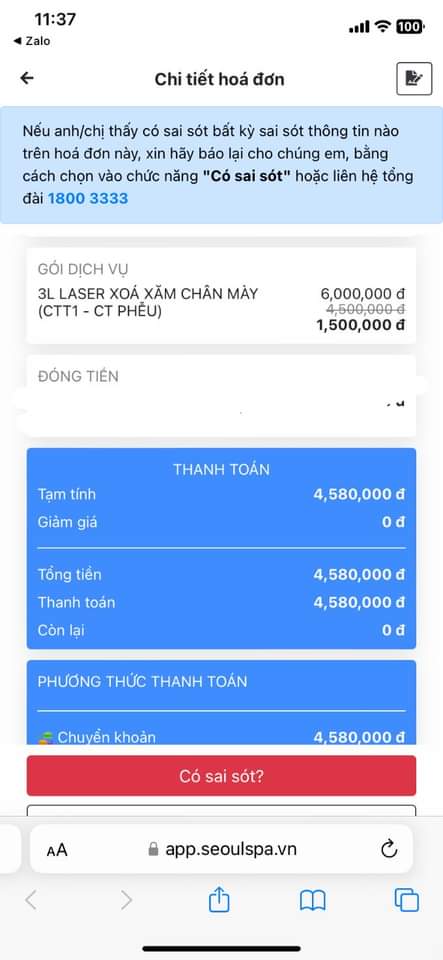 11:37
100
◄ Zalo
Chi tiết hoá đơn
Nếu anh/chị thấy có sai sót bất kỳ sai sót thông tin nào
trên hoá đơn này, xin hãy báo lại cho chúng em, bằng
cách chọn vào chức năng "Có sai sót" hoặc liên hệ tổng
đài 1800 3333
GÓI DỊCH VỤ
3L LASER XOÁ XĂM CHÂN MÀY 6,000,000 đ
(CTT1 - CT PHỄU) 4,500,000 đ
1,500,000 đ
ĐÓNG TIỀN
THANH TOÁN
Tạm tính 4,580,000 đ
Giảm giá 0 đ
Tổng tiền 4,580,000 đ
Thanh toán 4,580,000 đ
Còn lại 0 đ
PHƯƠNG THỨC THANH TOÁN
Chuyển khoản 4,580,000 đ
Có sai sót?
AA app.seoulspa.vn